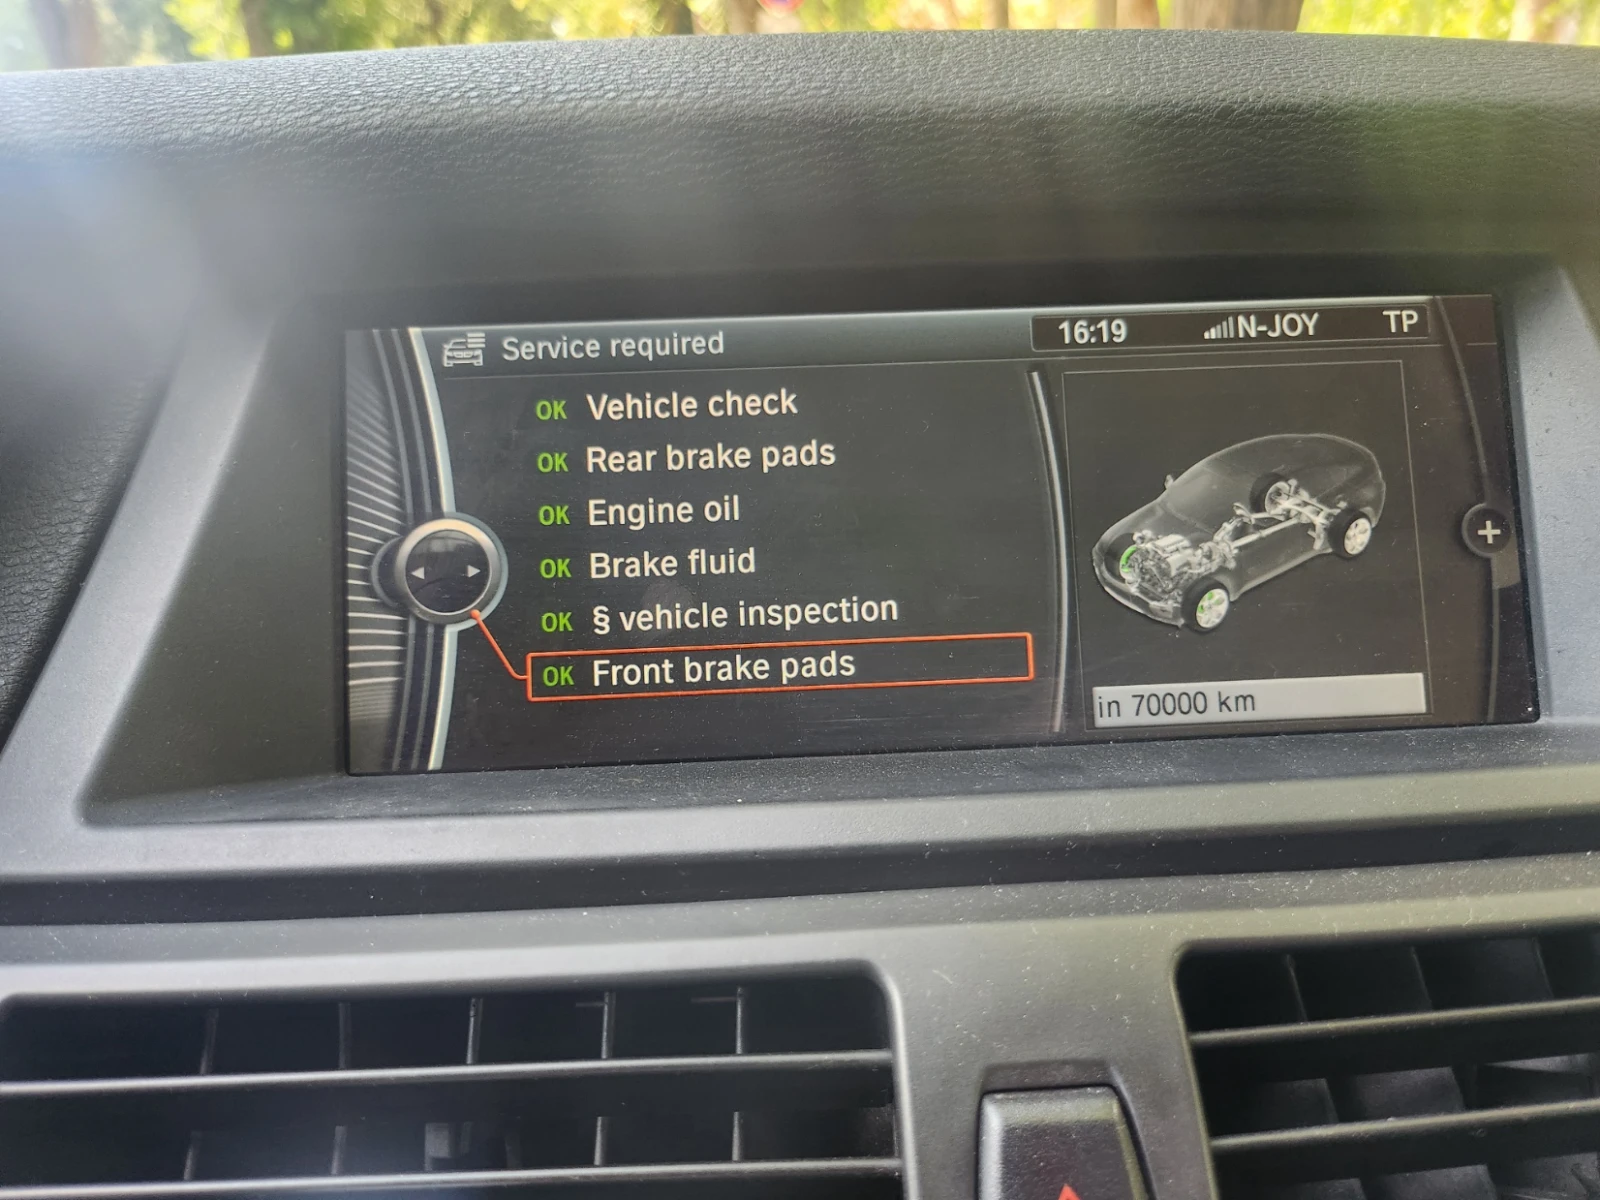 Service required
16:19
N-JOY
TP
OK Vehicle check
OK Rear brake pads
OK Engine oil
OK Brake fluid
OK § vehicle inspection
OK Front brake pads
in 70000 km